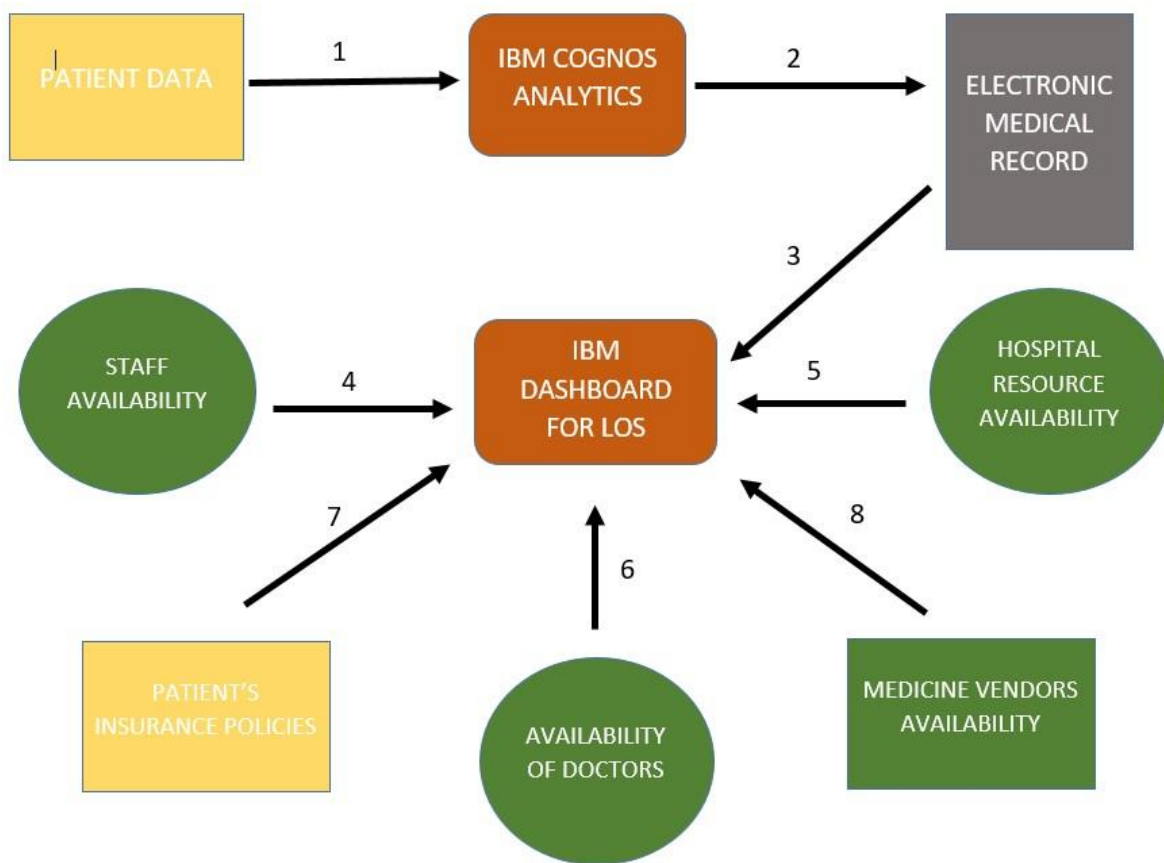 1
2
PATIENT DATA
IBM COGNOS
ANALYTICS
ELECTRONIC
MEDICAL
RECORD
3
STAFF
AVAILABILITY
4
IBM
DASHBOARD
FOR LOS
5
HOSPITAL
RESOURCE
AVAILABILITY
7
6
8
PATIENT'S
INSURANCE POLICIES
AVAILABILITY
OF DOCTORS
MEDICINE VENDORS
AVAILABILITY